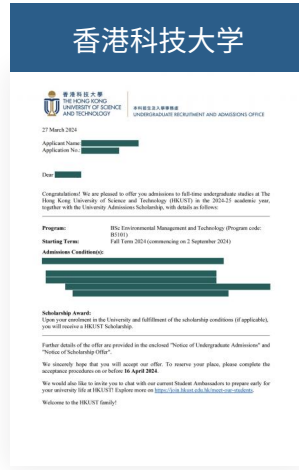 香港科技大学
香港科技大學
THE HONG KONG
UNIVERSITY OF SCIENCE
AND TECHNOLOGY
本科招生及入學事務處
UNDERGRADUATE RECRUITMENT AND ADMISSIONS OFFICE
27 March 2024
Applicant Name:
Application No.:
Dear
Congratulations! We are pleased to offer you admissions to full-time undergraduate studies at The
Hong Kong University of Science and Technology (HKUST) in the 2024-25 academic year,
together with the University Admissions Scholarship, with details as follows:
Program: BSc Environmental Management and Technology (Program code:
B5101)
Starting Term: Fall Term 2024 (commencing on 2 September 2024)
Admissions Condition(s):
Scholarship Award:
Upon your enrolment in the University and fulfillment of the scholarship conditions (if applicable),
you will receive a HKUST Scholarship.
Further details of the offer are provided in the enclosed "Notice of Undergraduate Admissions" and
"Notice of Scholarship Offer".
We sincerely hope that you will accept our offer. To reserve your place, please complete the
acceptance procedures on or before 16 April 2024.
We would also like to invite you to chat with our current Student Ambassadors to prepare early for
your university life at HKUST! Explore more on https://join.hkust.edu.hk/meet-our-students.
Welcome to the HKUST family!